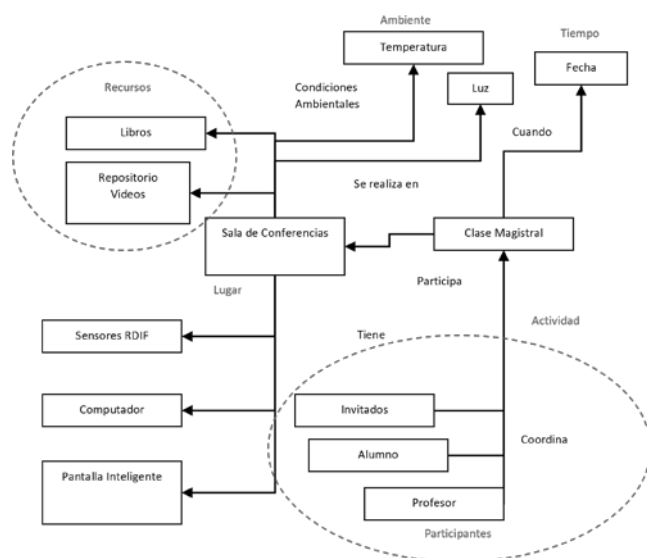 Ambiente
Tiempo
Temperatura
Fecha
Recursos
Condiciones
Ambientales
Luz
Libros
Cuando
Repositorio
Videos
Se realiza en
Sala de Conferencias
Clase Magistral
Lugar
Participa
Actividad
Sensores RDIF
Tiene
Computador
Invitados
Coordina
Alumno
Pantalla Inteligente
Profesor
Participantes